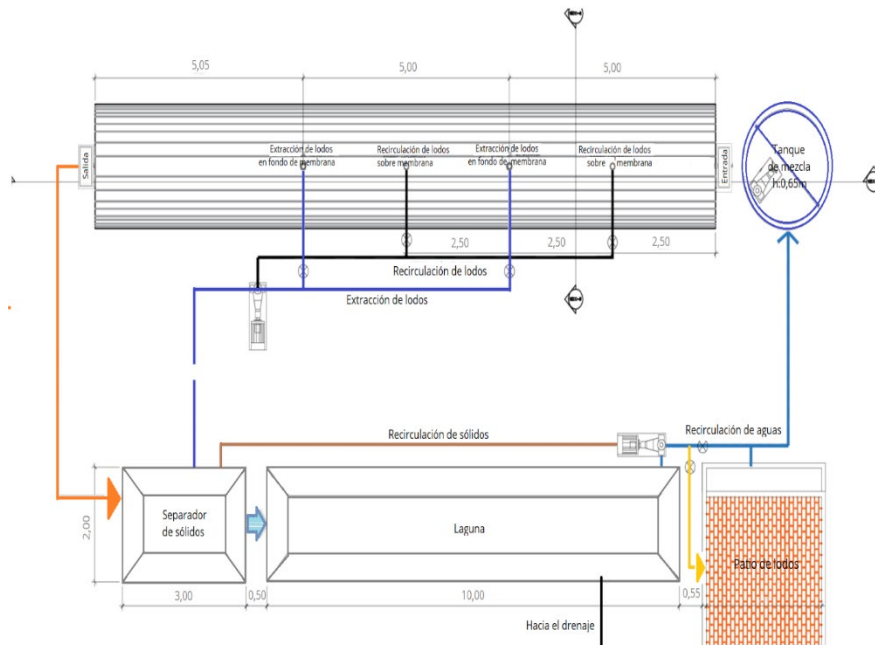 5,05
5,00
5,00
Salida
Extracción de lodos
en fondo de membrana
Recirculación de lodos
sobre membrana
Extracción de lodos
en fondo de membrana
Recirculación de lodos
sobre membrana
Entrada
Tanque
de mezcla
h:0,65m
2,50
2,50
2,50
Recirculación de lodos
Extracción de lodos
Recirculación de sólidos
Recirculación de aguas
2,00
Separador
de sólidos
Laguna
Patio de lodos
3,00
0,50
10,00
0,55
Hacia el drenaje